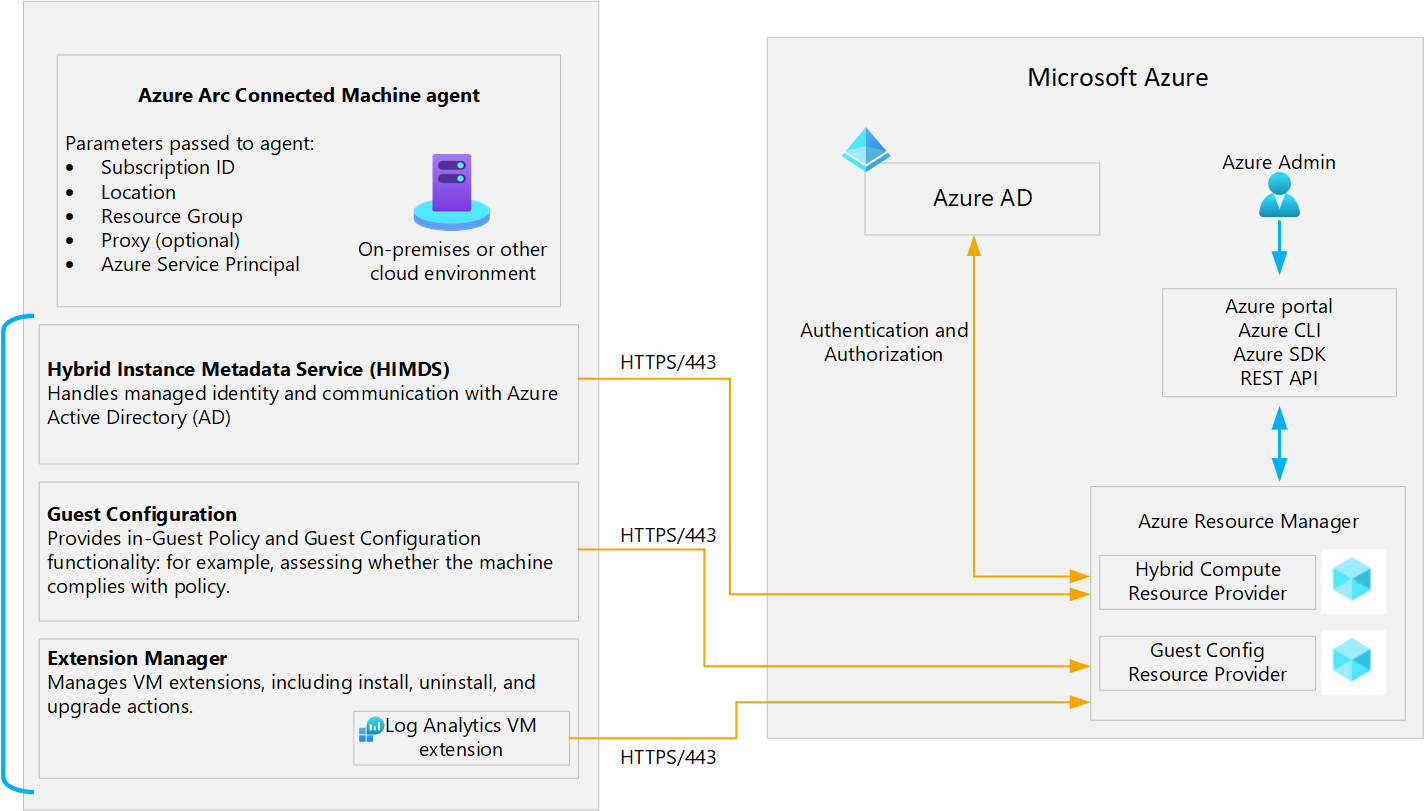 Azure Arc Connected Machine agent
Parameters passed to agent:
• Subscription ID
• Location
• Resource Group
• Proxy (optional)
• Azure Service Principal
On-premises or other
cloud environment
Hybrid Instance Metadata Service (HIMDS)
Handles managed identity and communication with Azure
Active Directory (AD)
Guest Configuration
Provides in-Guest Policy and Guest Configuration
functionality: for example, assessing whether the machine
complies with policy.
Extension Manager
Manages VM extensions, including install, uninstall, and
upgrade actions.
Log Analytics VM
extension
HTTPS/443
HTTPS/443
HTTPS/443
Microsoft Azure
Azure AD
Authentication and
Authorization
Azure Admin
Azure portal
Azure CLI
Azure SDK
REST API
Azure Resource Manager
Hybrid Compute
Resource Provider
Guest Config
Resource Provider